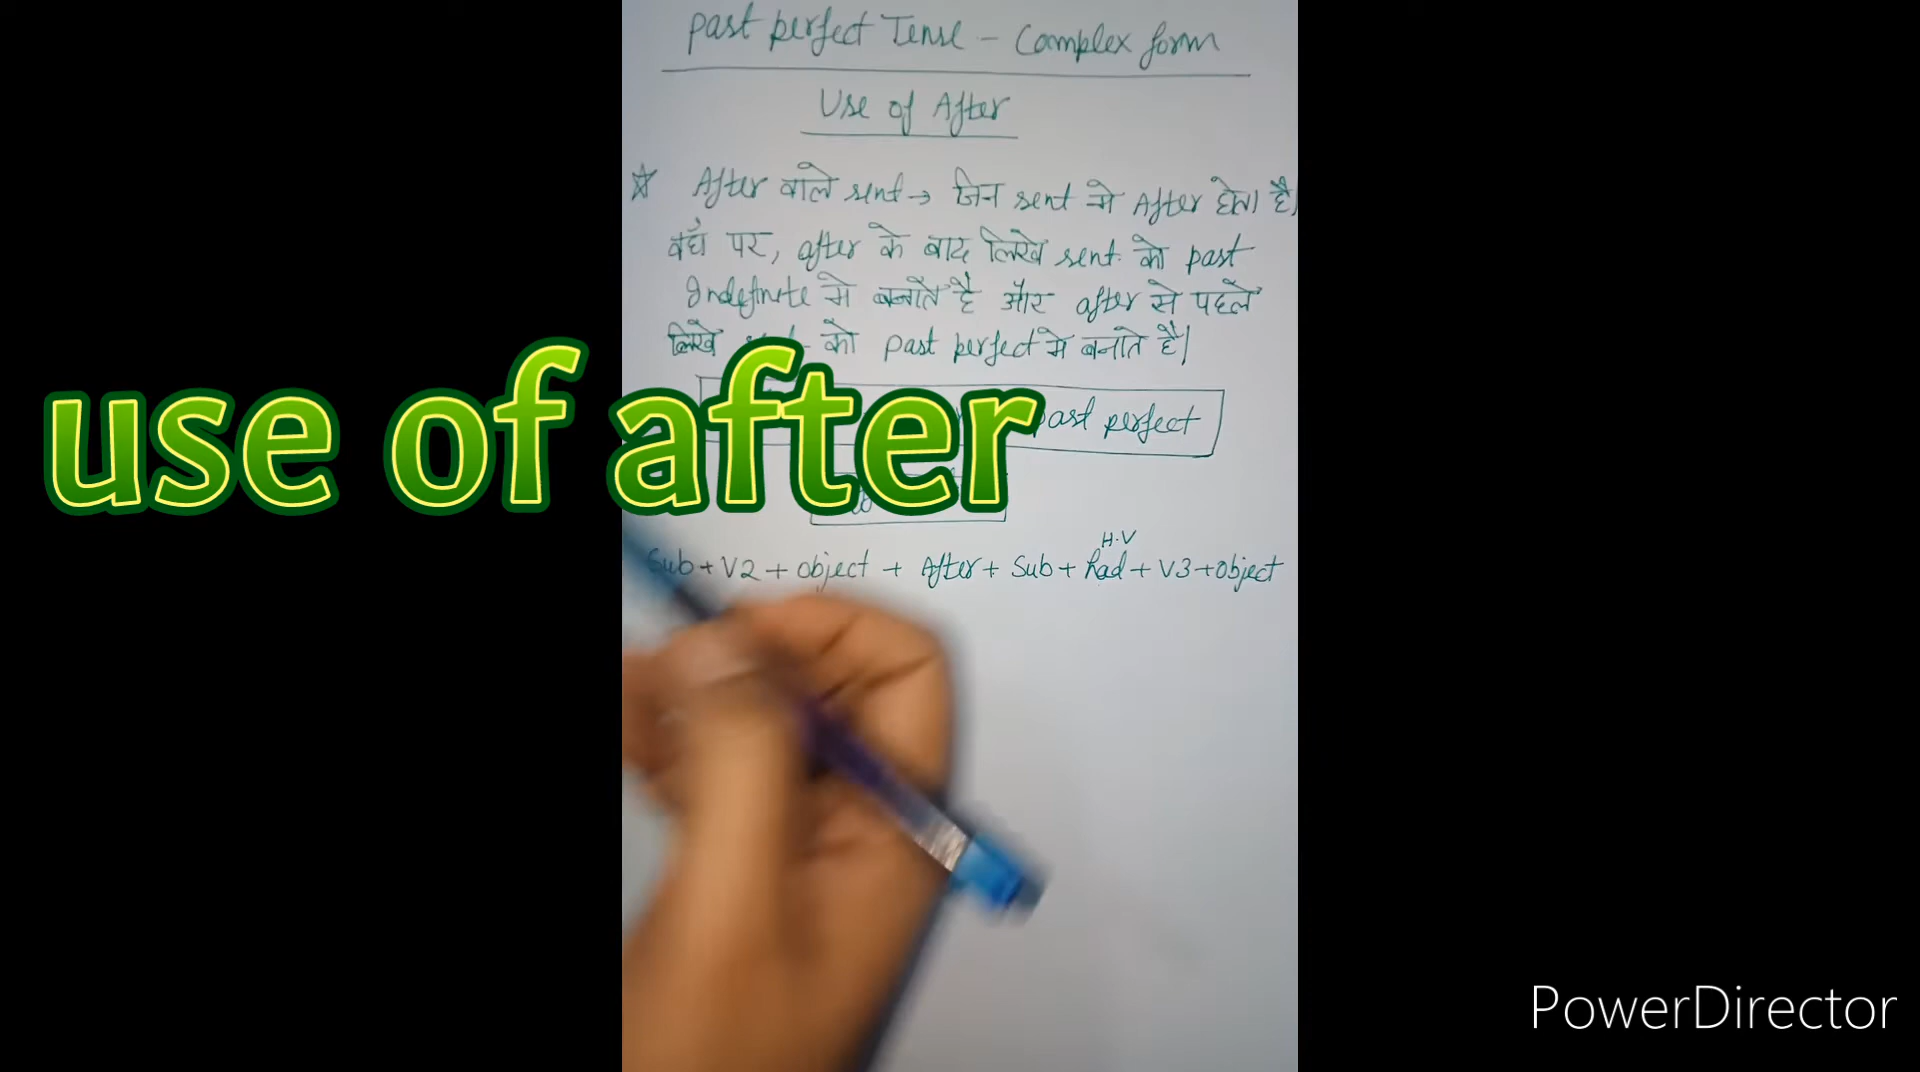 Past perfect Tense - Complex form
Use of After
☆ After वाले sent → जिन sent मे After होता है।
वहाँ पर, after के बाद लिखे sent. को past
Indefinite मे बनाते है और after से पहले
लिखे को past perfect मे बनाते है।
past perfect
use of after
H.V
Sub + V2 + object + After + Sub + had + V3 + object
PowerDirector